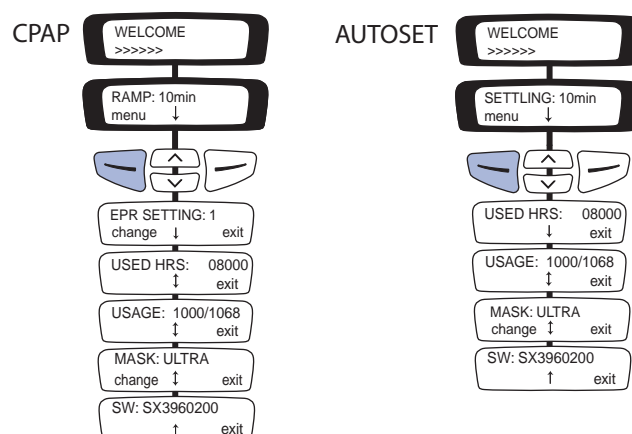 CPAP
WELCOME
>>>>>>
RAMP: 10min
menu ↓
EPR SETTING: 1
change ↓ exit
USED HRS: 08000
↕ exit
USAGE: 1000/1068
↕ exit
MASK: ULTRA
change ↕ exit
SW: SX3960200
↑ exit
AUTOSET
WELCOME
>>>>>>
SETTLING: 10min
menu ↓
USED HRS: 08000
↓ exit
USAGE: 1000/1068
↕ exit
MASK: ULTRA
change ↕ exit
SW: SX3960200
↑ exit